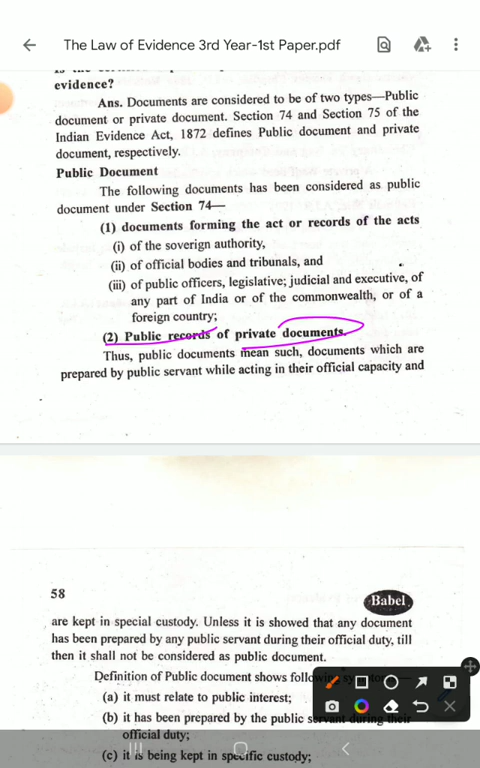 The Law of Evidence 3rd Year-1st Paper.pdf
evidence?
Ans. Documents are considered to be of two types—Public
document or private document. Section 74 and Section 75 of the
Indian Evidence Act, 1872 defines Public document and private
document, respectively.
Public Document
The following documents has been considered as public
document under Section 74—
(1) documents forming the act or records of the acts
(i) of the soverign authority,
(ii) of official bodies and tribunals, and
(iii) of public officers, legislative; judicial and executive, of
any part of India or of the commonwealth, or of a
foreign country;
(2) Public records of private documents.
Thus, public documents mean such, documents which are
prepared by public servant while acting in their official capacity and
58
Babel
are kept in special custody. Unless it is showed that any document
has been prepared by any public servant during their official duty, till
then it shall not be considered as public document.
Definition of Public document shows following
(a) it must relate to public interest;
(b) it has been prepared by the public servant during their
official duty;
(c) it is being kept in specific custody;